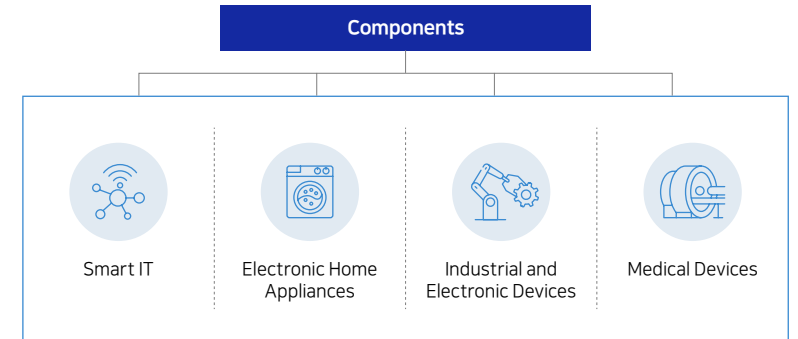 Components
Smart IT
Electronic Home
Appliances
Industrial and
Electronic Devices
Medical Devices